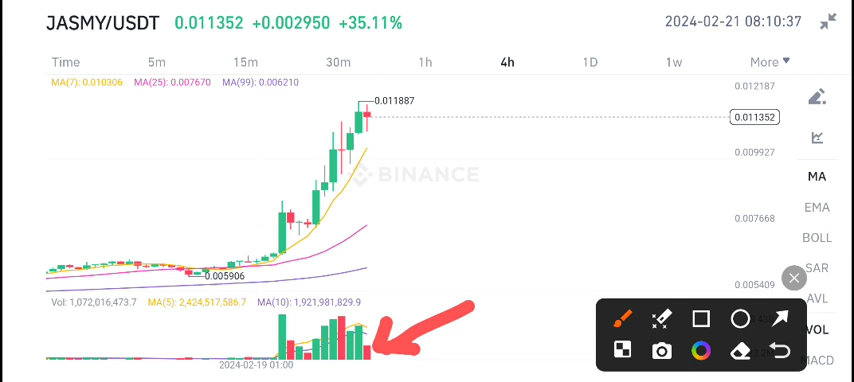 JASMY/USDT 0.011352 +0.002950 +35.11% 2024-02-21 08:10:37
Time 5m 15m 30m 1h 4h 1D 1w More
MA(7): 0.010306 MA(25): 0.007670 MA(99): 0.006210
0.012187
0.011887
0.011352
0.009927
BINANCE
MA
EMA
0.007668
BOLL
SAR
0.005906
0.005409
AVL
Vol: 1,072,016,473.7 MA(5): 2,424,517,586.7 MA(10): 1,921,981,829.9
VOL
MACD
2024-02-19 01:00